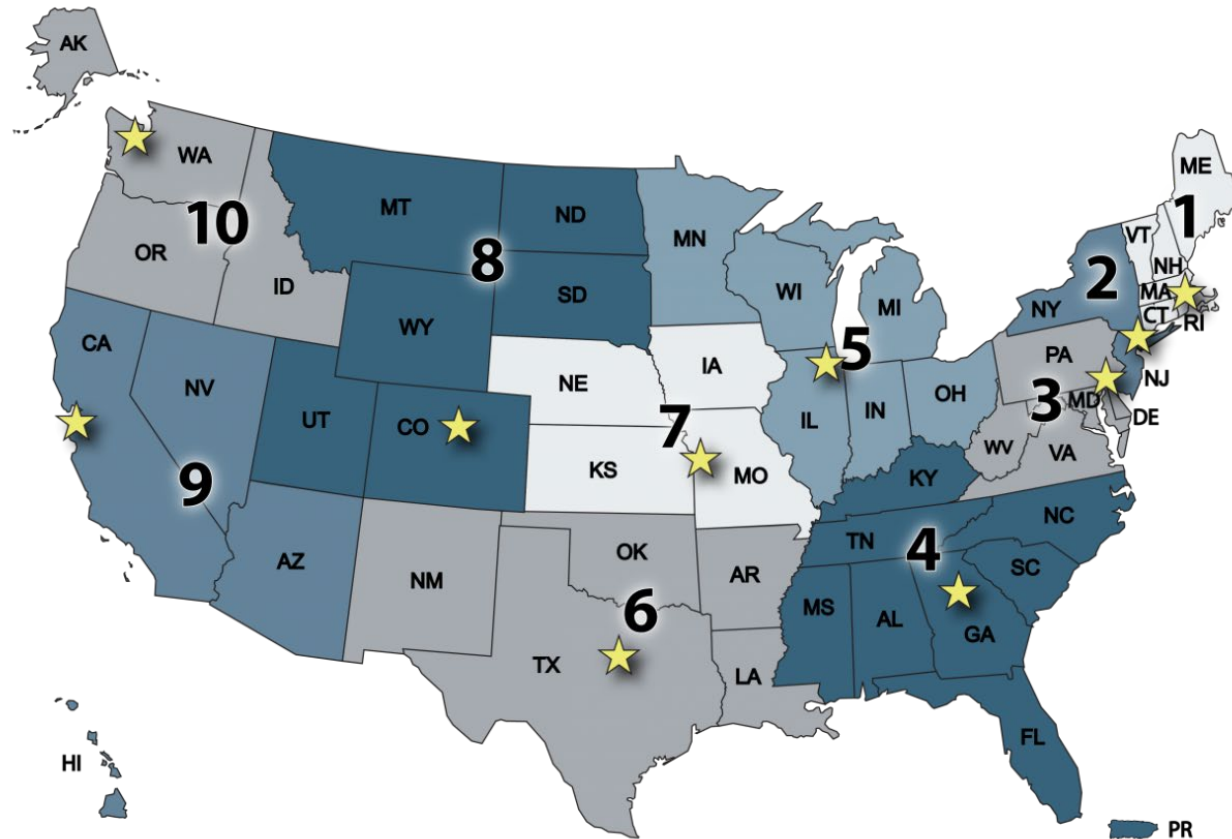 AK
ME
WA
1
VT
MT
ND
10
MN
NH
OR
8
WI
MI
2
MA
ID
SD
NY
CT
RI
WY
CA
5
PA
IA
NJ
NE
NV
OH
3
MD
IL
IN
DE
UT
CO
7
WV
VA
KS
MO
KY
9
NC
TN
4
OK
AZ
AR
SC
NM
6
MS
AL
GA
TX
LA
FL
HI
PR